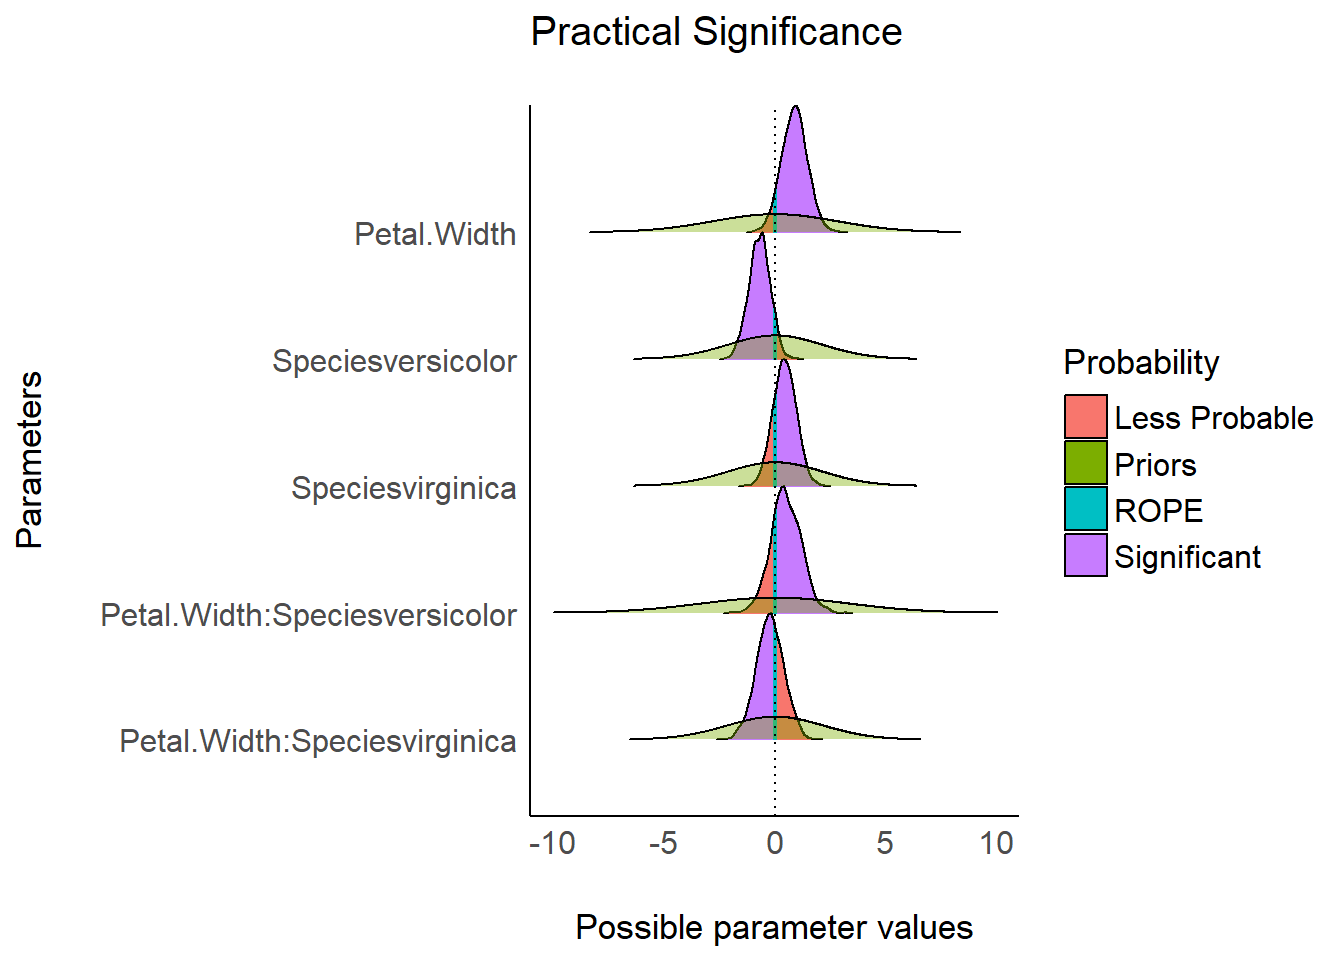 Practical Significance
Parameters
Petal.Width
Speciesversicolor
Speciesvirginica
Petal.Width:Speciesversicolor
Petal.Width:Speciesvirginica
-10 -5 0 5 10
Possible parameter values
Probability
Less Probable
Priors
ROPE
Significant